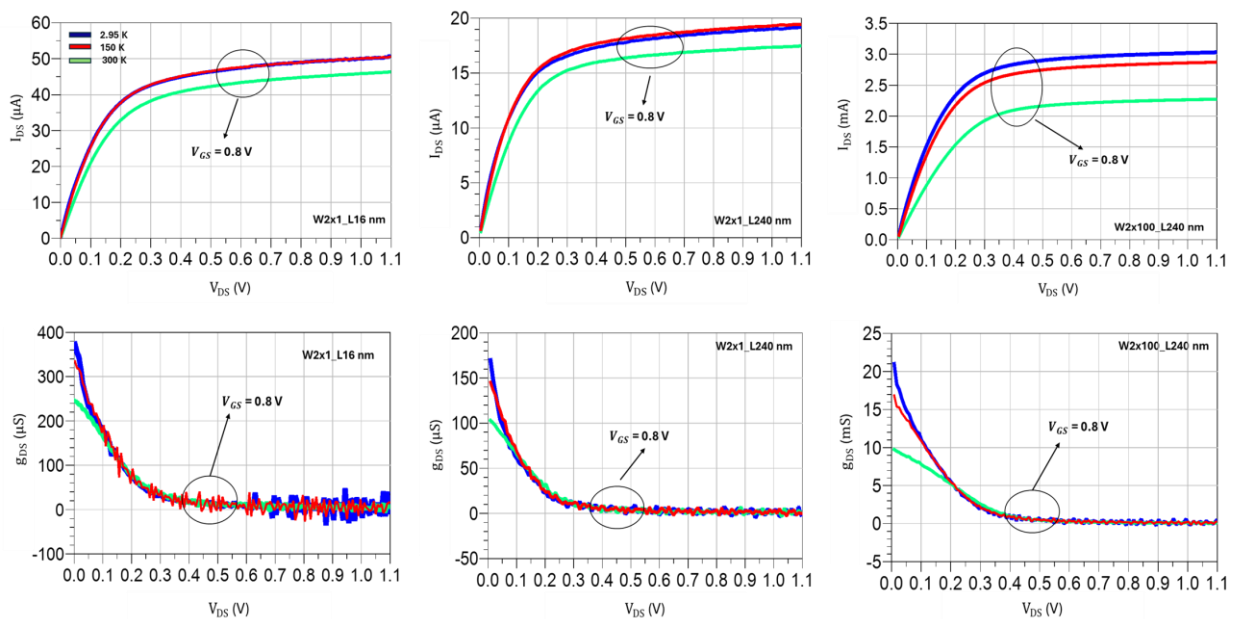 60
50
40
30
20
10
0
I_DS (µA)
2.95 K
150 K
300 K
V_GS = 0.8 V
W2x1_L16 nm
0.0 0.1 0.2 0.3 0.4 0.5 0.6 0.7 0.8 0.9 1.0 1.1
V_DS (V)
20
15
10
5
0
I_DS (µA)
V_GS = 0.8 V
W2x1_L240 nm
0.0 0.1 0.2 0.3 0.4 0.5 0.6 0.7 0.8 0.9 1.0 1.1
V_DS (V)
3.5
3.0
2.5
2.0
1.5
1.0
0.5
0.0
I_DS (mA)
V_GS = 0.8 V
W2x100_L240 nm
0.0 0.1 0.2 0.3 0.4 0.5 0.6 0.7 0.8 0.9 1.0 1.1
V_DS (V)
400
300
200
100
0
-100
g_DS (µS)
W2x1_L16 nm
V_GS = 0.8 V
0.0 0.1 0.2 0.3 0.4 0.5 0.6 0.7 0.8 0.9 1.0 1.1
V_DS (V)
200
150
100
50
0
-50
g_DS (µS)
W2x1_L240 nm
V_GS = 0.8 V
0.0 0.1 0.2 0.3 0.4 0.5 0.6 0.7 0.8 0.9 1.0 1.1
V_DS (V)
25
20
15
10
5
0
-5
g_DS (mS)
W2x100_L240 nm
V_GS = 0.8 V
0.0 0.1 0.2 0.3 0.4 0.5 0.6 0.7 0.8 0.9 1.0 1.1
V_DS (V)